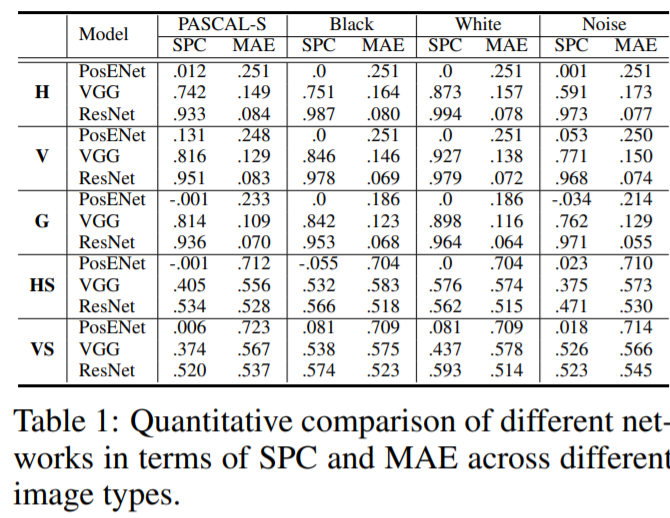 Model PASCAL-S Black White Noise
SPC MAE SPC MAE SPC MAE SPC MAE
H PosENet .012 .251 .0 .251 .0 .251 .001 .251
VGG .742 .149 .751 .164 .873 .157 .591 .173
ResNet .933 .084 .987 .080 .994 .078 .973 .077
V PosENet .131 .248 .0 .251 .0 .251 .053 .250
VGG .816 .129 .846 .146 .927 .138 .771 .150
ResNet .951 .083 .978 .069 .979 .072 .968 .074
G PosENet -.001 .233 .0 .186 .0 .186 -.034 .214
VGG .814 .109 .842 .123 .898 .116 .762 .129
ResNet .936 .070 .953 .068 .964 .064 .971 .055
HS PosENet -.001 .712 -.055 .704 .0 .704 .023 .710
VGG .405 .556 .532 .583 .576 .574 .375 .573
ResNet .534 .528 .566 .518 .562 .515 .471 .530
VS PosENet .006 .723 .081 .709 .081 .709 .018 .714
VGG .374 .567 .538 .575 .437 .578 .526 .566
ResNet .520 .537 .574 .523 .593 .514 .523 .545
Table 1: Quantitative comparison of different net-
works in terms of SPC and MAE across different
image types.